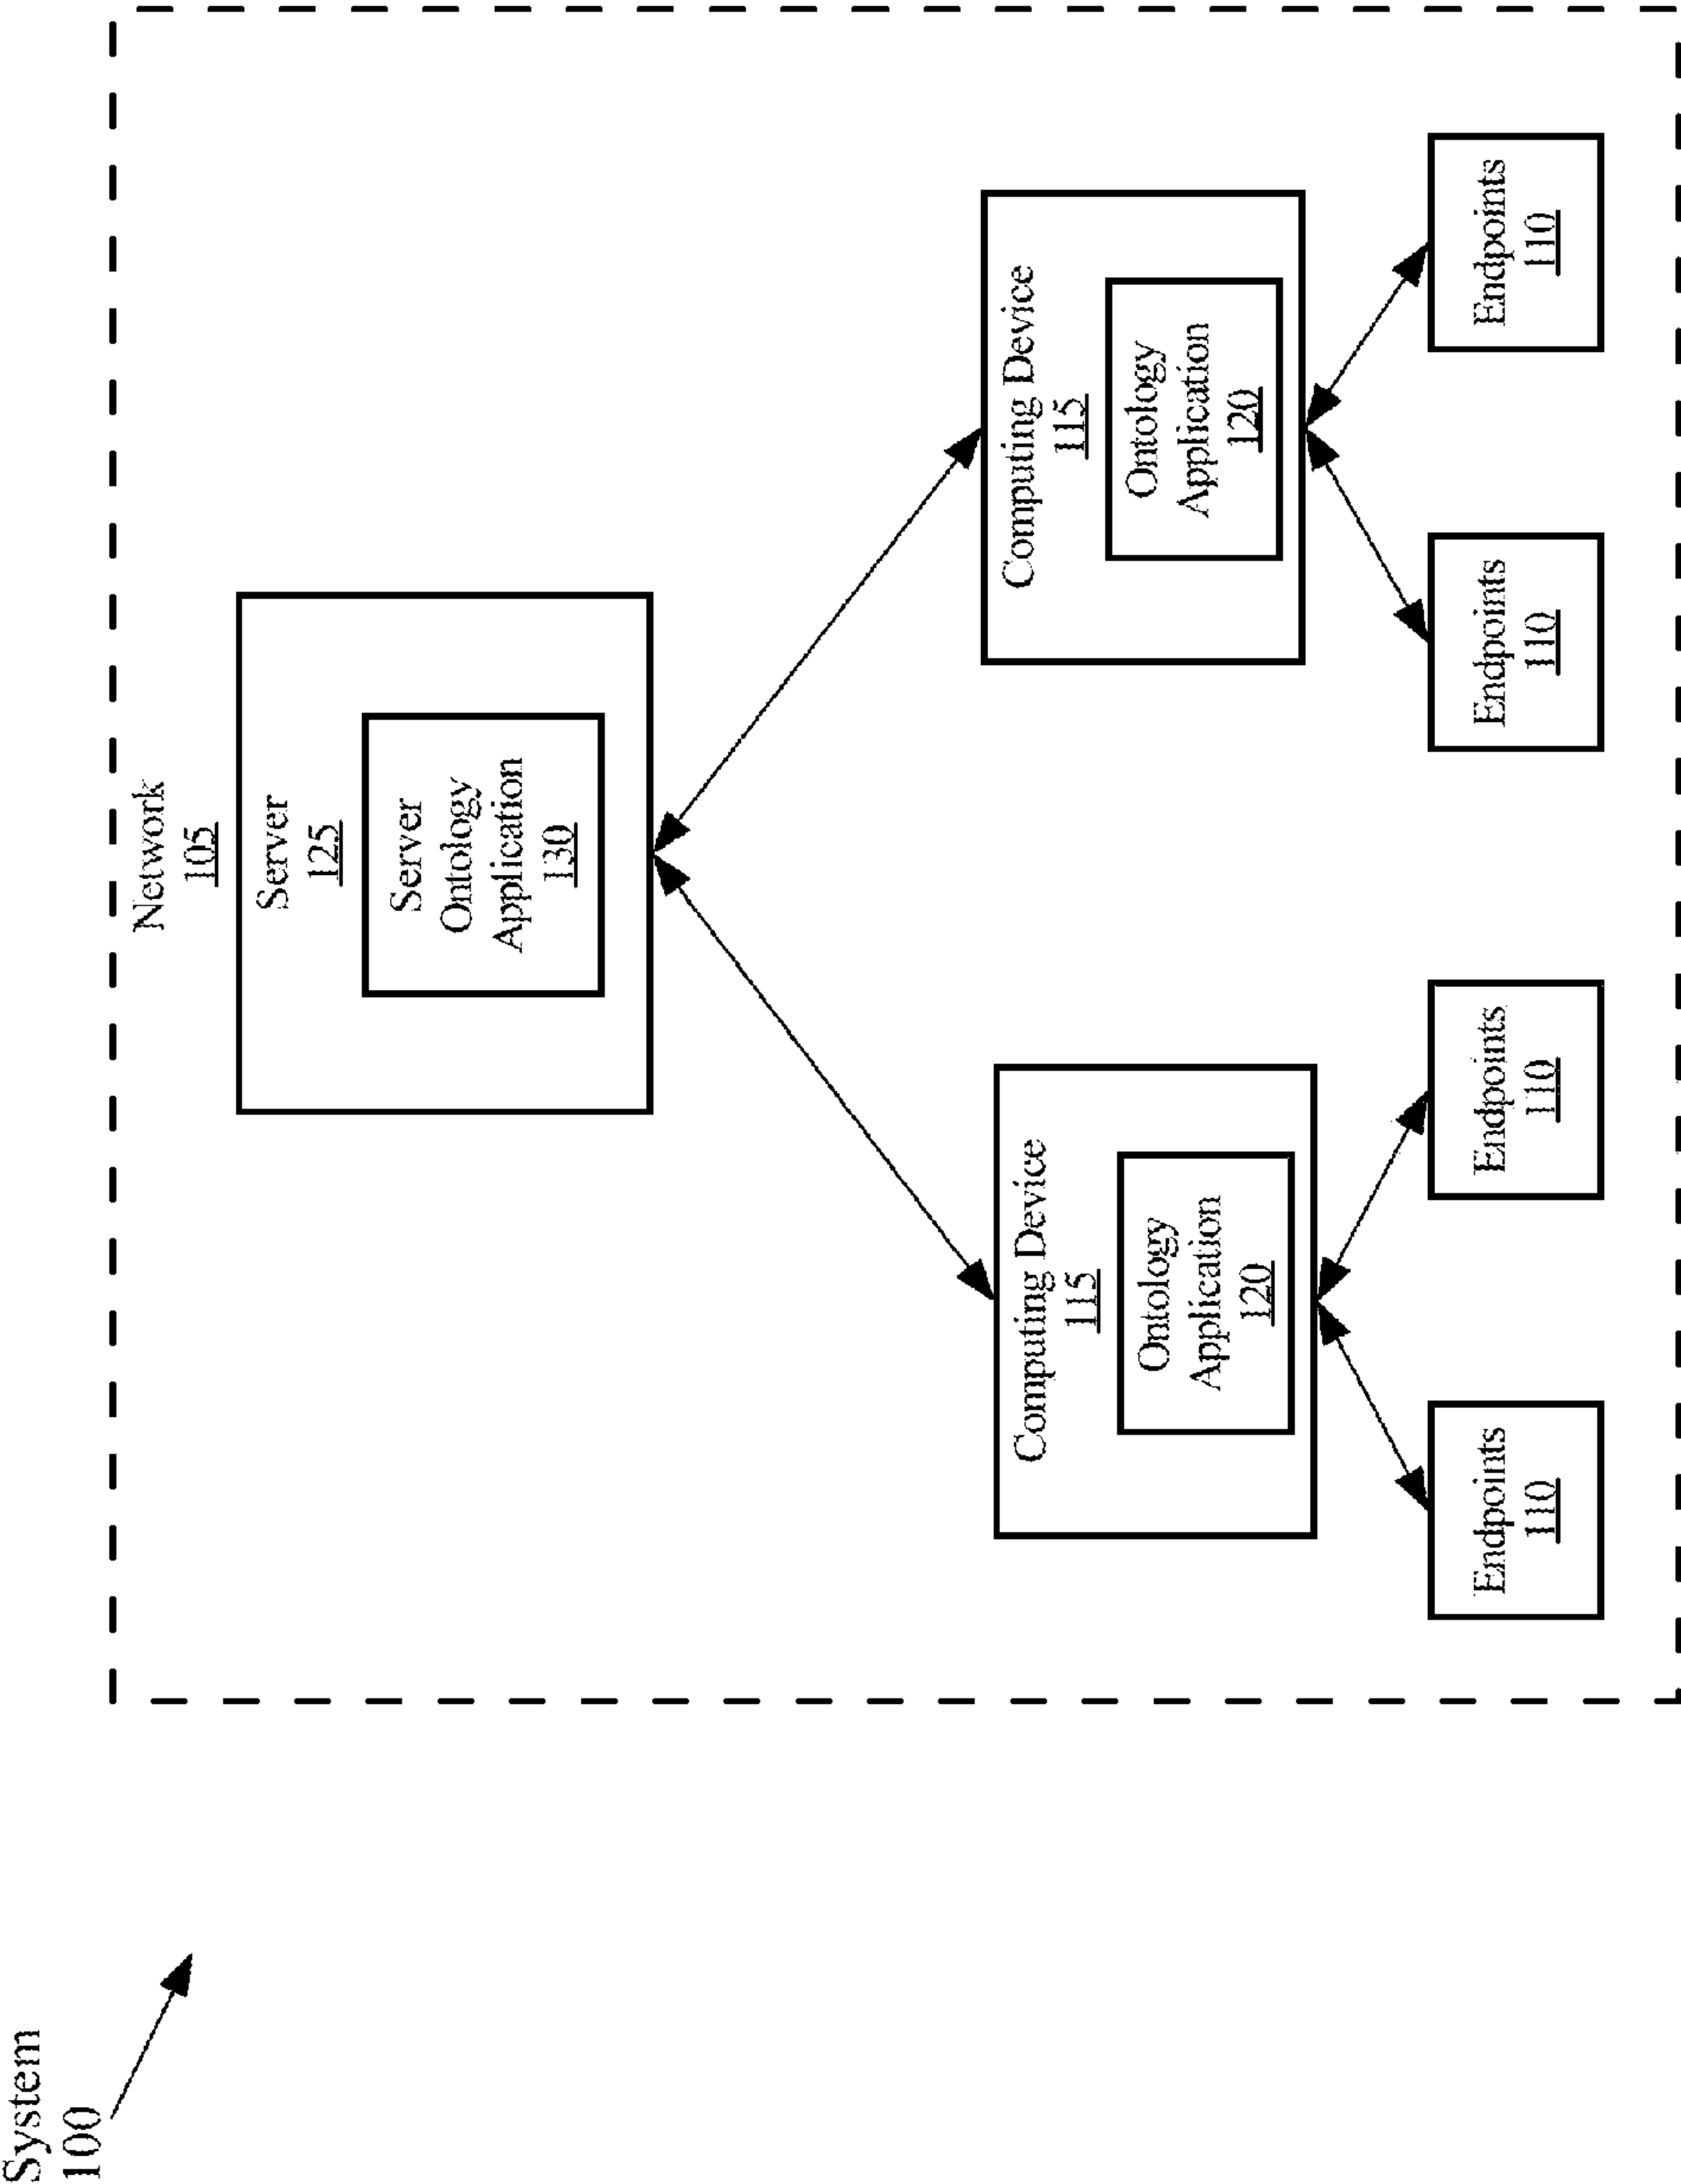 System
100
Network
105
Server
125
Server
Ontology
Application
130
Computing Device
115
Ontology
Application
120
Computing Device
115
Ontology
Application
120
Endpoints
110
Endpoints
110
Endpoints
110
Endpoints
110